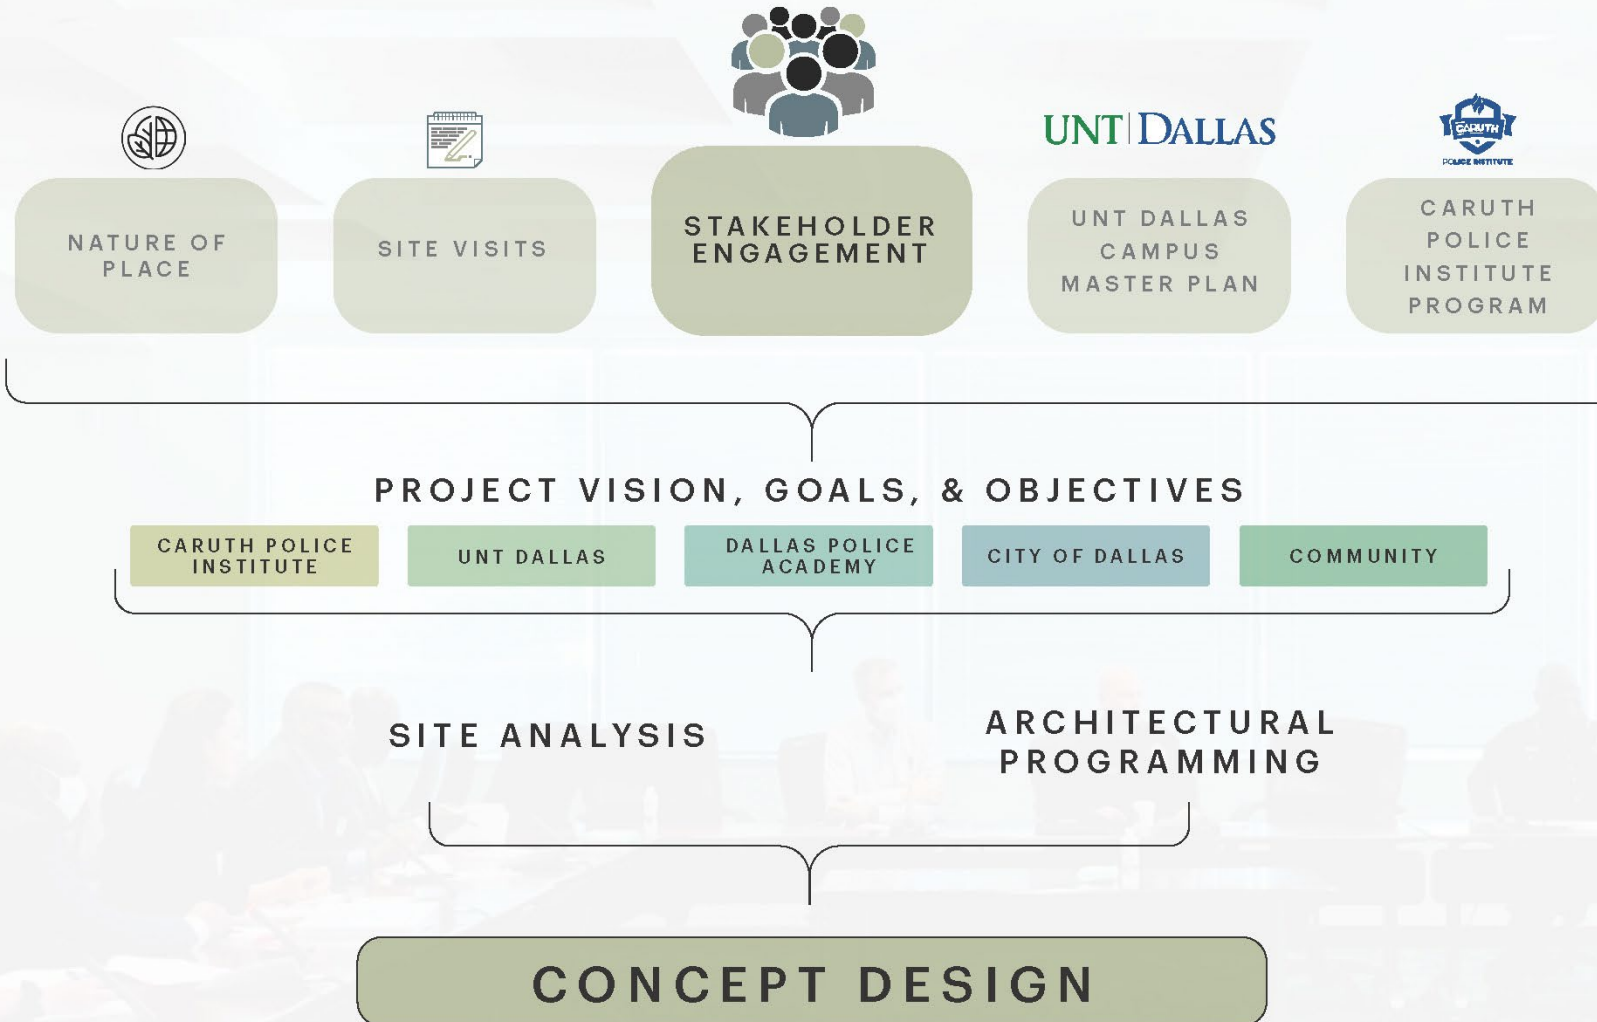 UNT DALLAS
CARUTH
POLICE INSTITUTE
NATURE OF
PLACE
SITE VISITS
STAKEHOLDER
ENGAGEMENT
UNT DALLAS
CAMPUS
MASTER PLAN
CARUTH
POLICE
INSTITUTE
PROGRAM
PROJECT VISION, GOALS, & OBJECTIVES
CARUTH POLICE
INSTITUTE
UNT DALLAS
DALLAS POLICE
ACADEMY
CITY OF DALLAS
COMMUNITY
SITE ANALYSIS
ARCHITECTURAL
PROGRAMMING
CONCEPT DESIGN